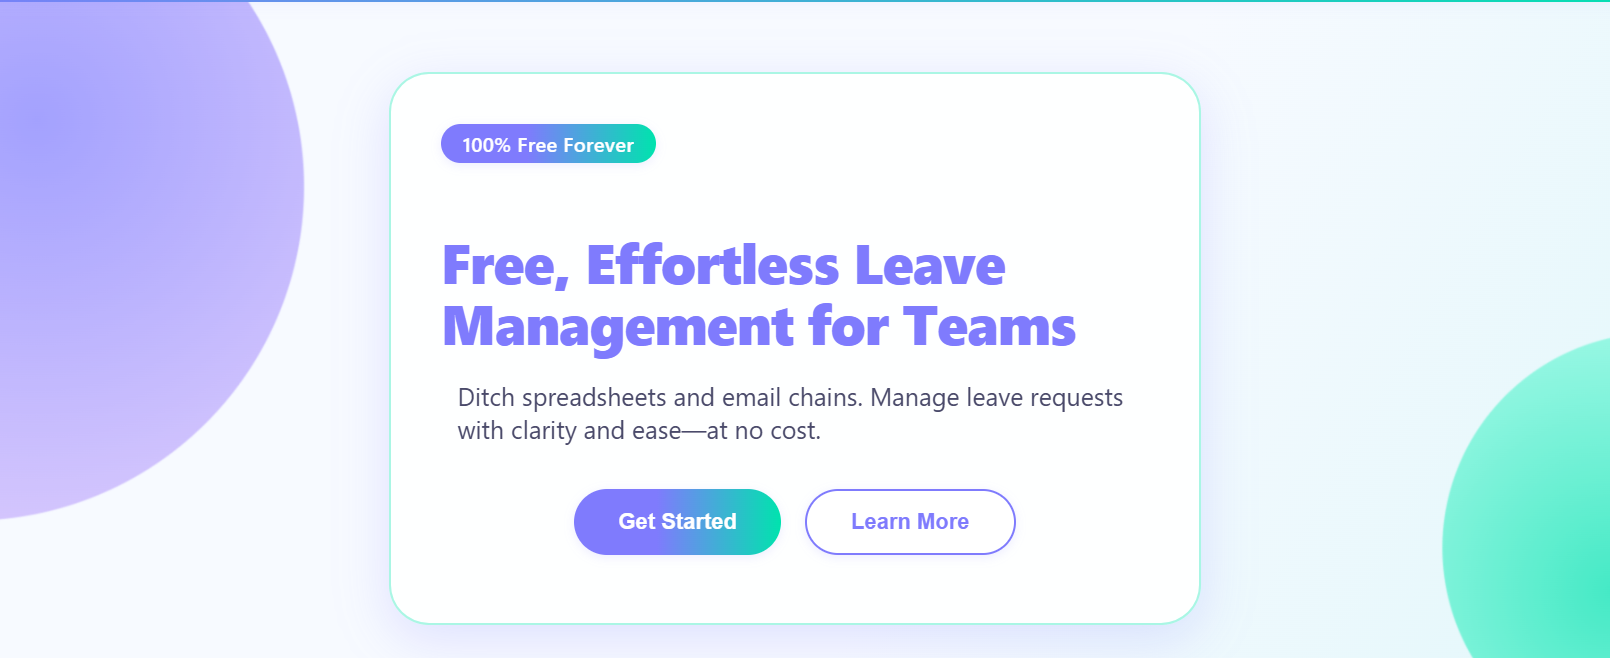 100% Free Forever
Free, Effortless Leave
Management for Teams
Ditch spreadsheets and email chains. Manage leave requests
with clarity and ease—at no cost.
Get Started
Learn More